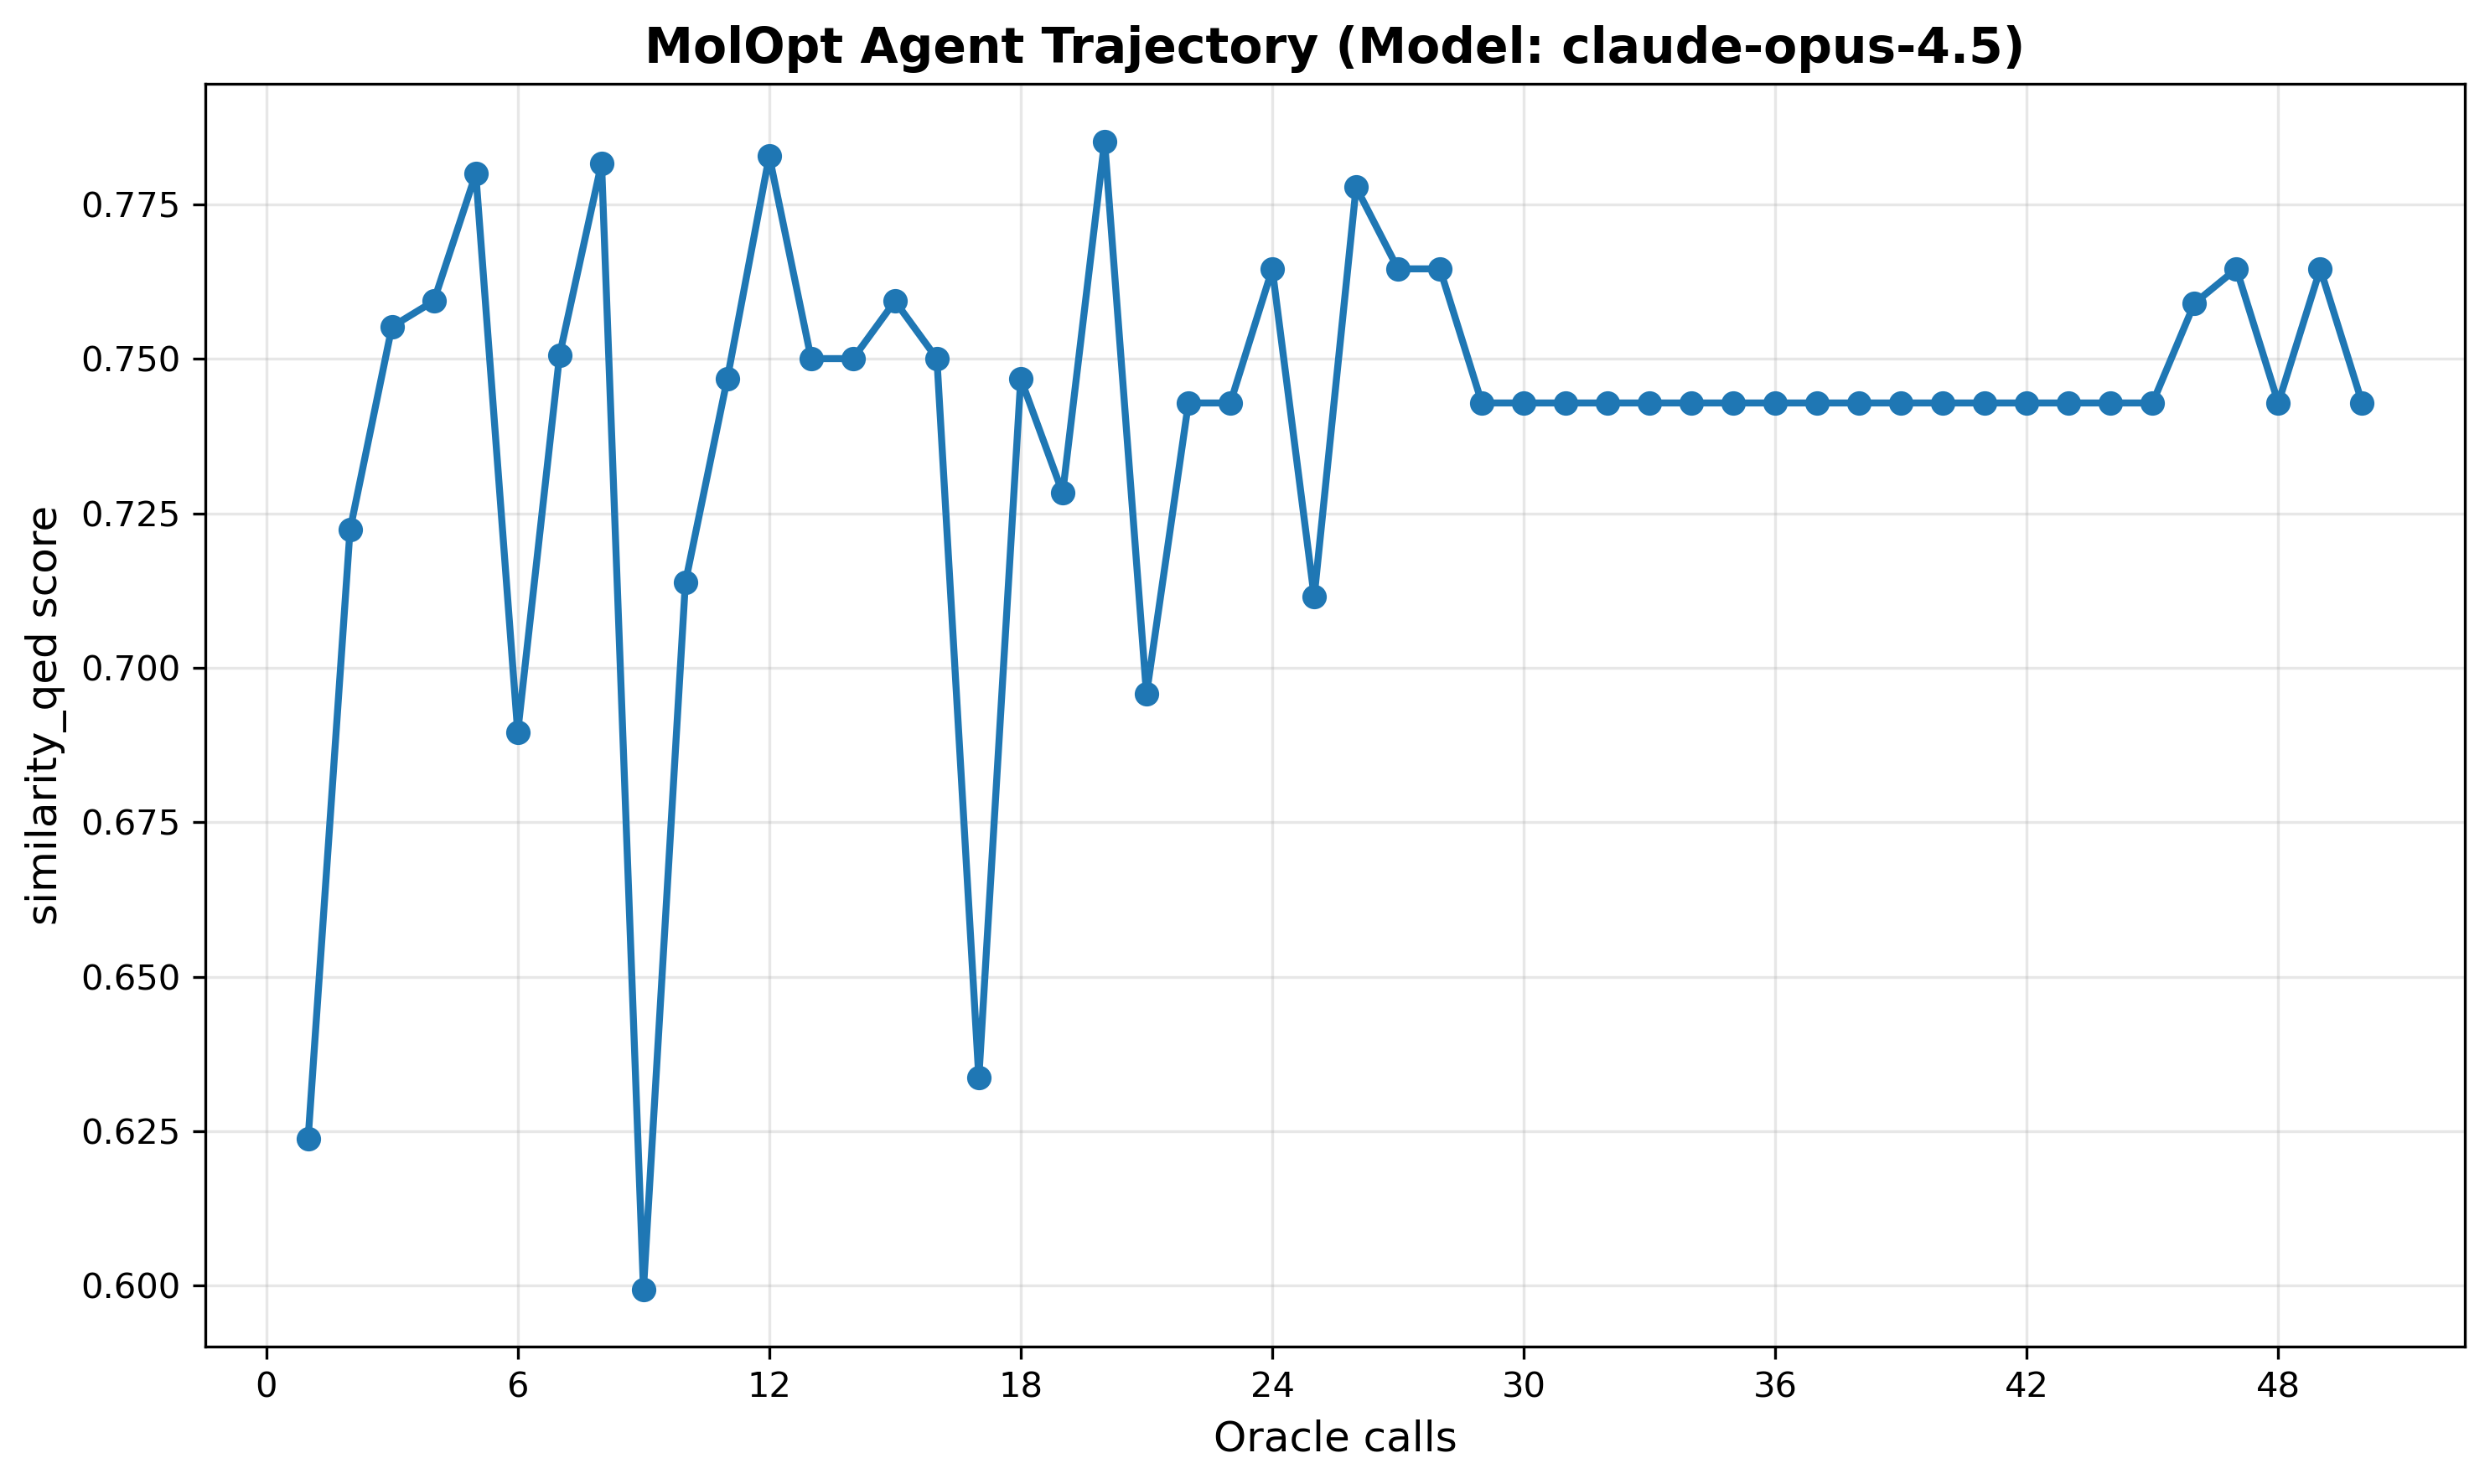 MolOpt Agent Trajectory (Model: claude-opus-4.5)
similarity_qed score
0.775
0.750
0.725
0.700
0.675
0.650
0.625
0.600
0 6 12 18 24 30 36 42 48
Oracle calls